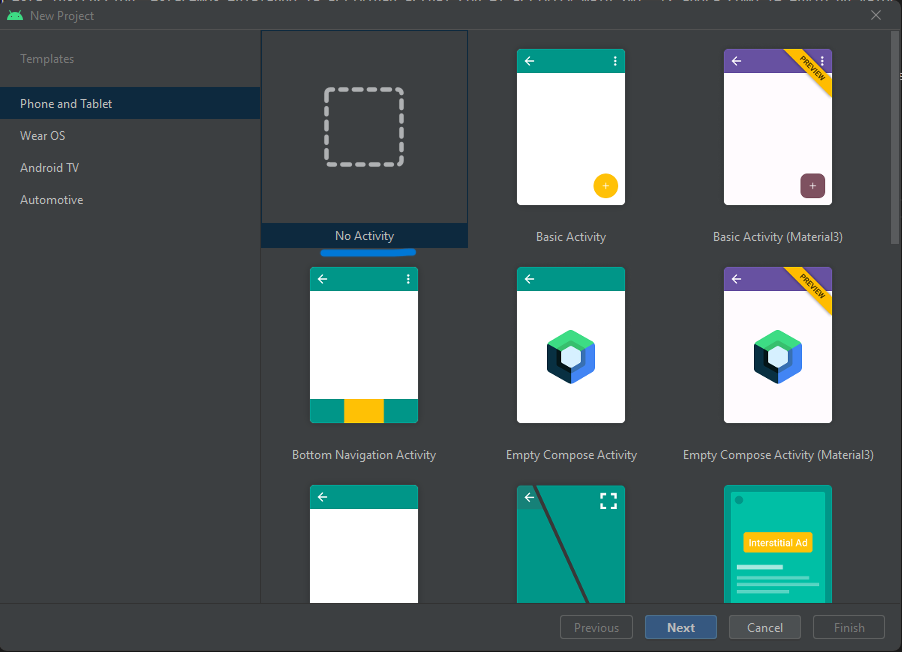 New Project
Templates
Phone and Tablet
Wear OS
Android TV
Automotive
No Activity
Basic Activity
PREVIEW
Basic Activity (Material3)
Bottom Navigation Activity
Empty Compose Activity
PREVIEW
Empty Compose Activity (Material3)
Interstitial Ad
Previous
Next
Cancel
Finish